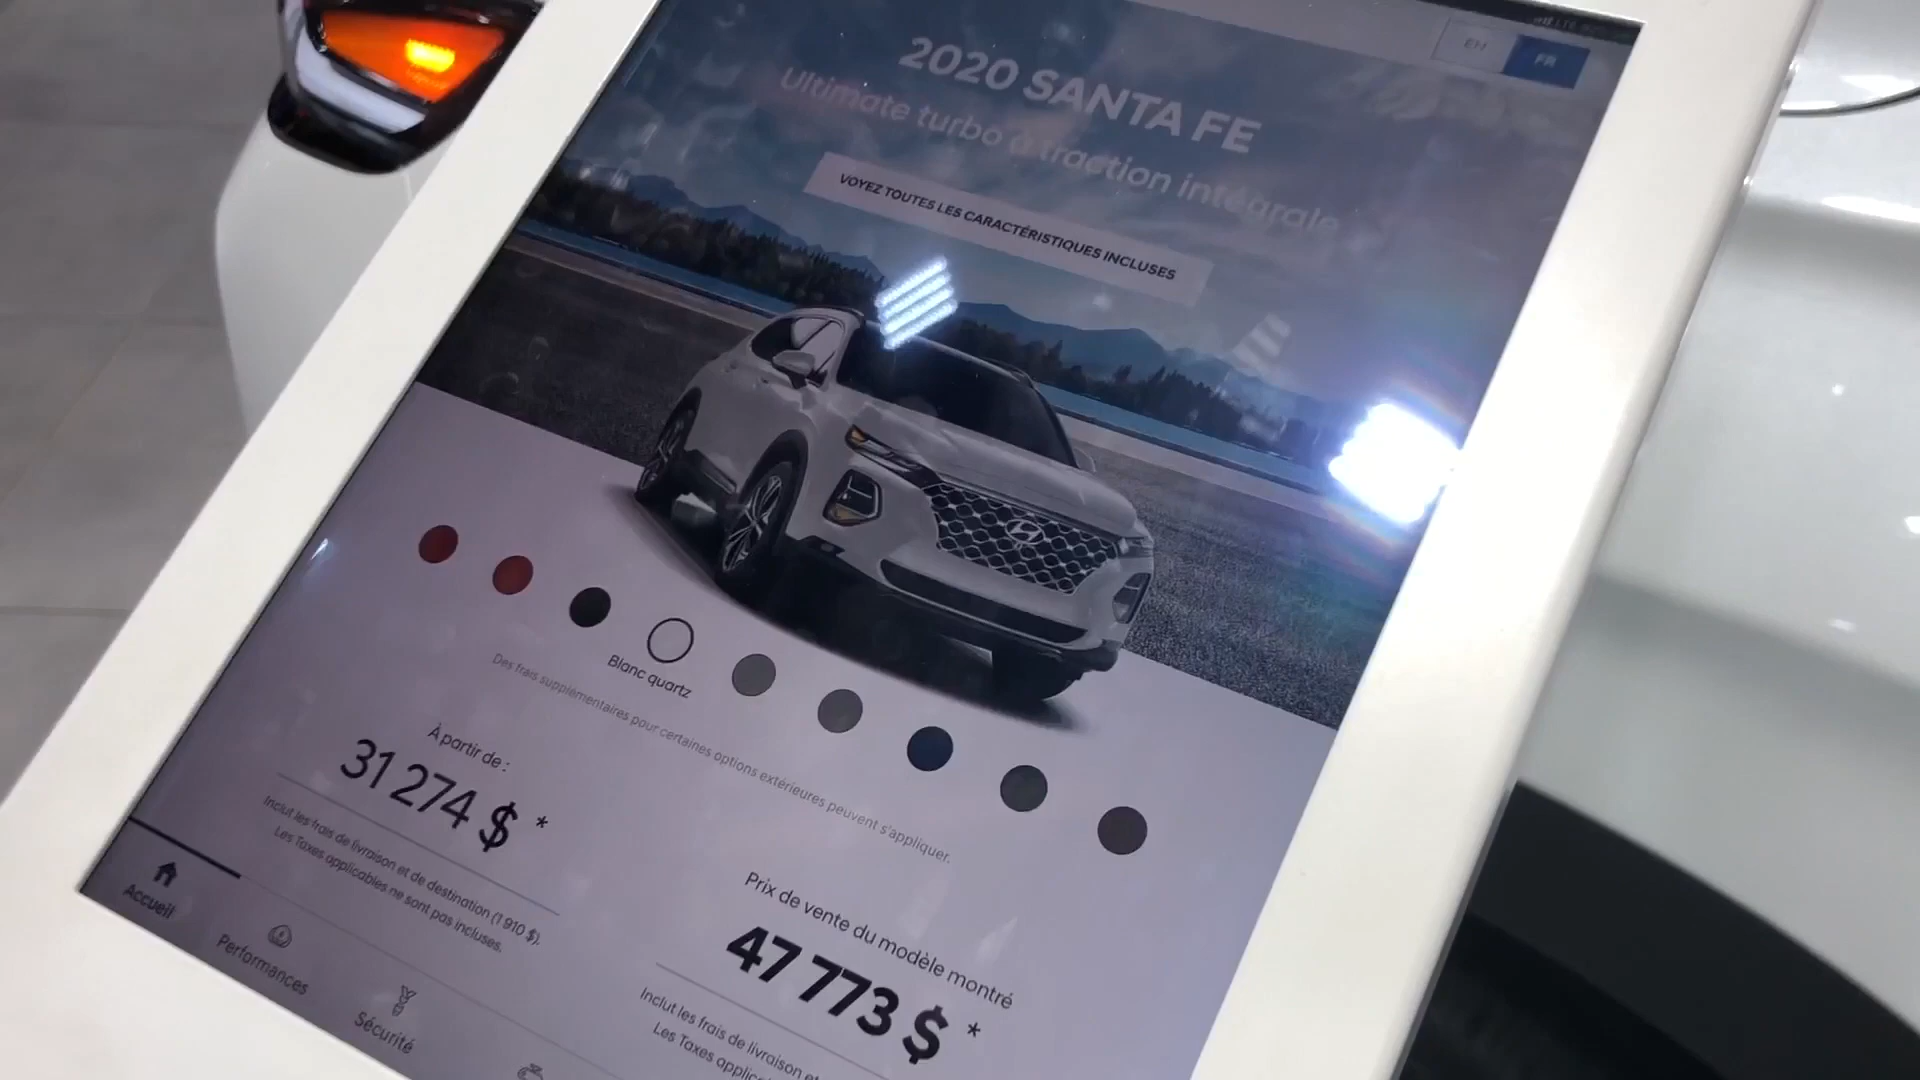 LTE
EN
FR
2020 SANTA FE
Ultimate turbo à traction intégrale
VOYEZ TOUTES LES CARACTÉRISTIQUES INCLUSES
Blanc quartz
Des frais supplémentaires pour certaines options extérieures peuvent s'appliquer.
À partir de :
31 274 $ *
Inclut les frais de livraison et de destination (1 910 $).
Les Taxes applicables ne sont pas incluses.
Prix de vente du modèle montré
47 773 $ *
Inclut les frais de livraison
Les Taxes
Accueil
Performances
Sécurité